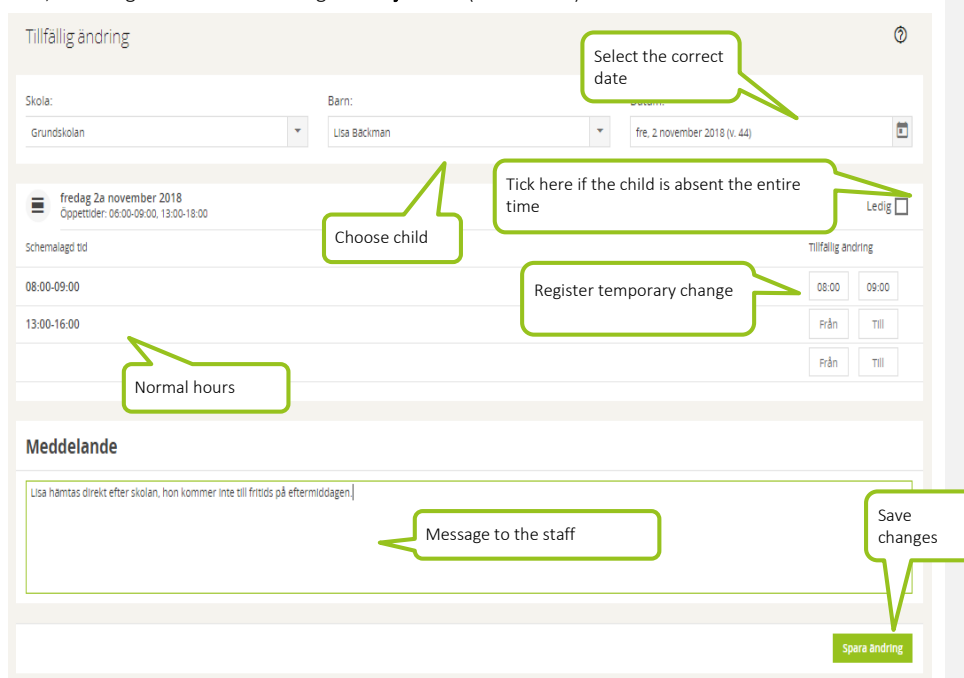 Tillfällig ändring
Select the correct
date
Skola:
Barn:
Grundskolan
Lisa Bäckman
fre, 2 november 2018 (v. 44)
fredag 2a november 2018
Öppettider: 06:00-09:00, 13:00-18:00
Choose child
Tick here if the child is absent the entire
time
Ledig
Schemalagd tid
Tillfällig ändring
08:00-09:00
Register temporary change
08:00 09:00
13:00-16:00
Från Till
Från Till
Normal hours
Meddelande
Lisa hämtas direkt efter skolan, hon kommer inte till fritids på eftermiddagen.
Message to the staff
Save
changes
Spara ändring